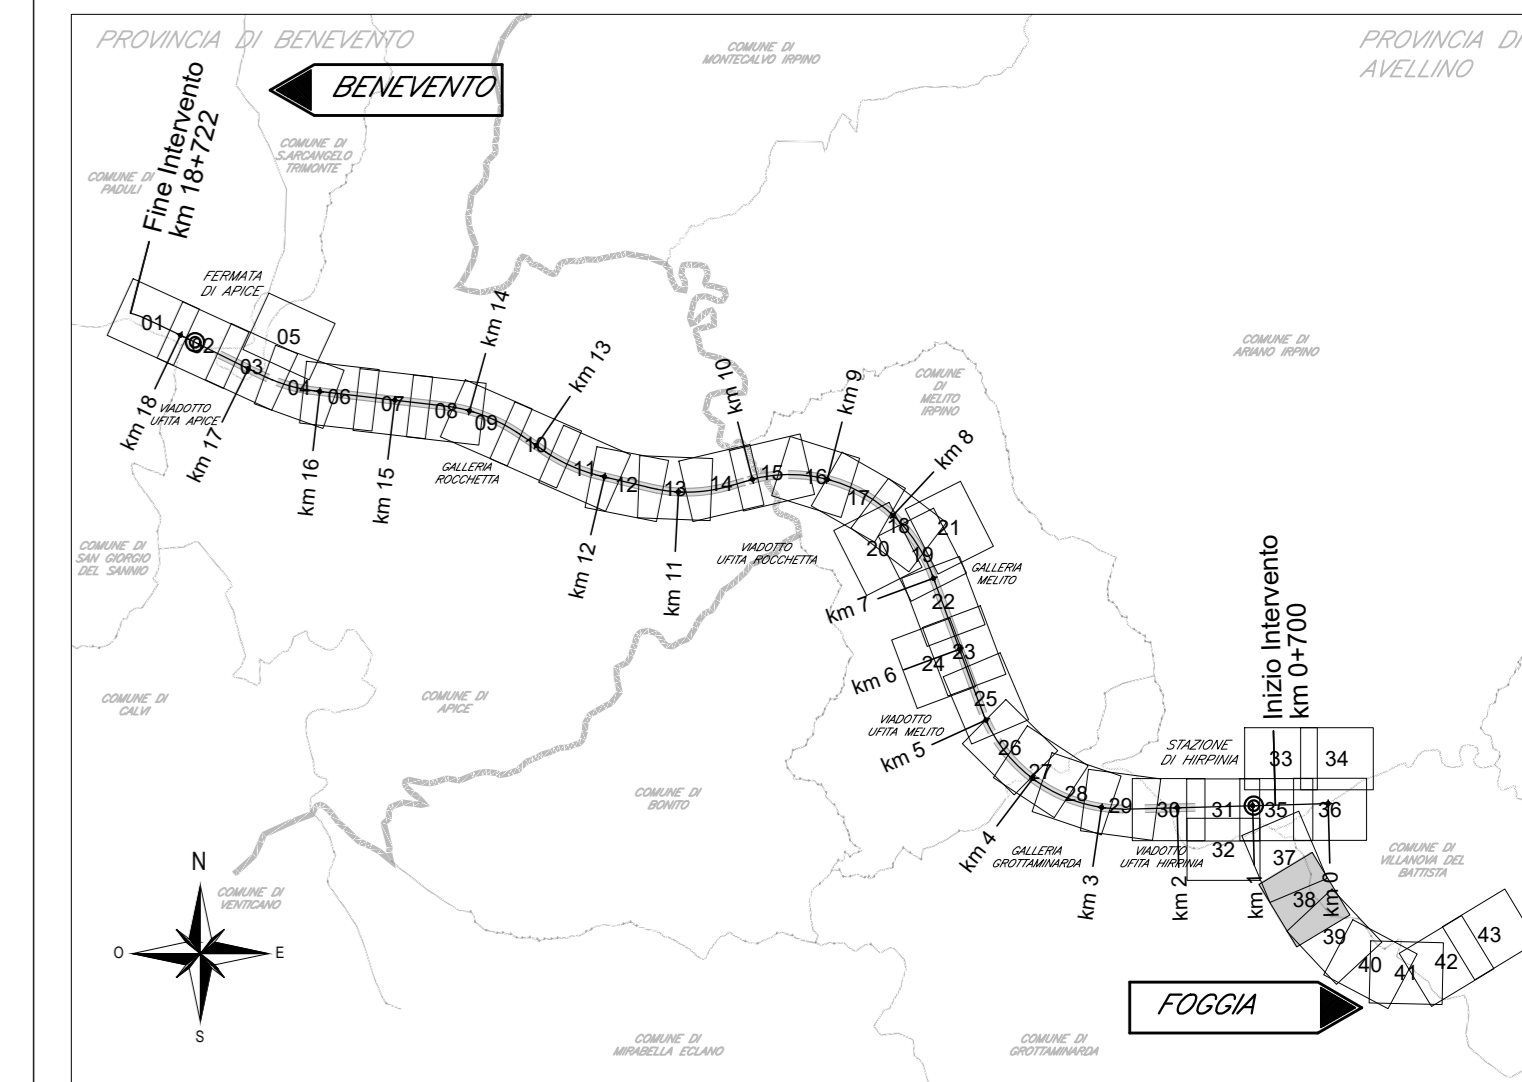 PROVINCIA DI BENEVENTO
PROVINCIA DI
AVELLINO
COMUNE DI
MONTECALVO IRPINO
BENEVENTO
Fine Intervento
km 18+722
COMUNE DI
S.ARCANGELO
TRIMONTE
COMUNE DI
PADULI
FERMATA
DI APICE
01
02
03
04
05
06
07
08
09
10
11
12
13
14
15
16
17
18
19
20
21
22
23
24
25
26
27
28
29
30
31
32
33
34
35
36
37
38
39
40
41
42
43
km 18
km 17
km 16
km 15
km 14
km 13
km 12
km 11
km 10
km 9
km 8
km 7
km 6
km 5
km 4
km 3
km 2
km 1
km 0
VIADOTTO
UFITA APICE
GALLERIA
ROCCHETTA
VIADOTTO
UFITA ROCCHETTA
GALLERIA
MELITO
VIADOTTO
UFITA MELITO
GALLERIA
GROTTAMINARDA
VIADOTTO
UFITA HIRPINIA
STAZIONE
DI HIRPINIA
Inizio Intervento
km 0+700
COMUNE DI
ARIANO IRPINO
COMUNE
DI
MELITO
IRPINO
COMUNE DI
SAN GIORGIO
DEL SANNIO
COMUNE DI
CALVI
COMUNE DI
APICE
COMUNE DI
BONITO
COMUNE DI
VENTICANO
COMUNE DI
VILLANOVA DEL
BATTISTA
COMUNE DI
MIRABELLA ECLANO
COMUNE DI
GROTTAMINARDA
FOGGIA
N
O
E
S